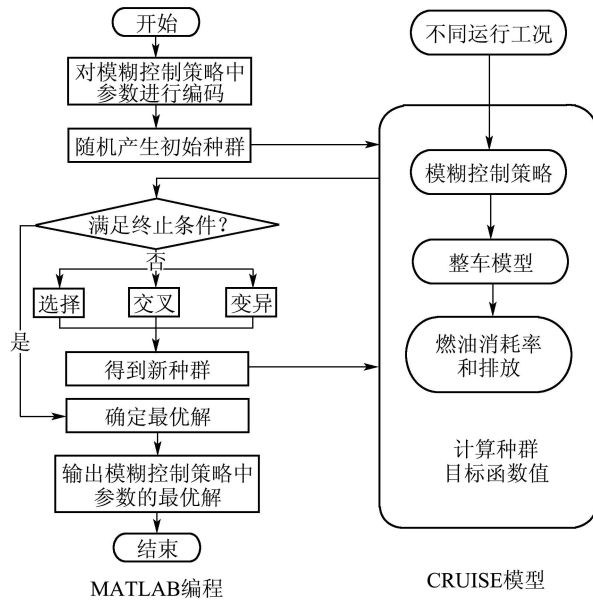 开始
对模糊控制策略中
参数进行编码
随机产生初始种群
满足终止条件？
否
选择
交叉
变异
是
得到新种群
确定最优解
输出模糊控制策略中
参数的最优解
结束
MATLAB编程
不同运行工况
模糊控制策略
整车模型
燃油消耗率
和排放
计算种群
目标函数值
CRUISE模型